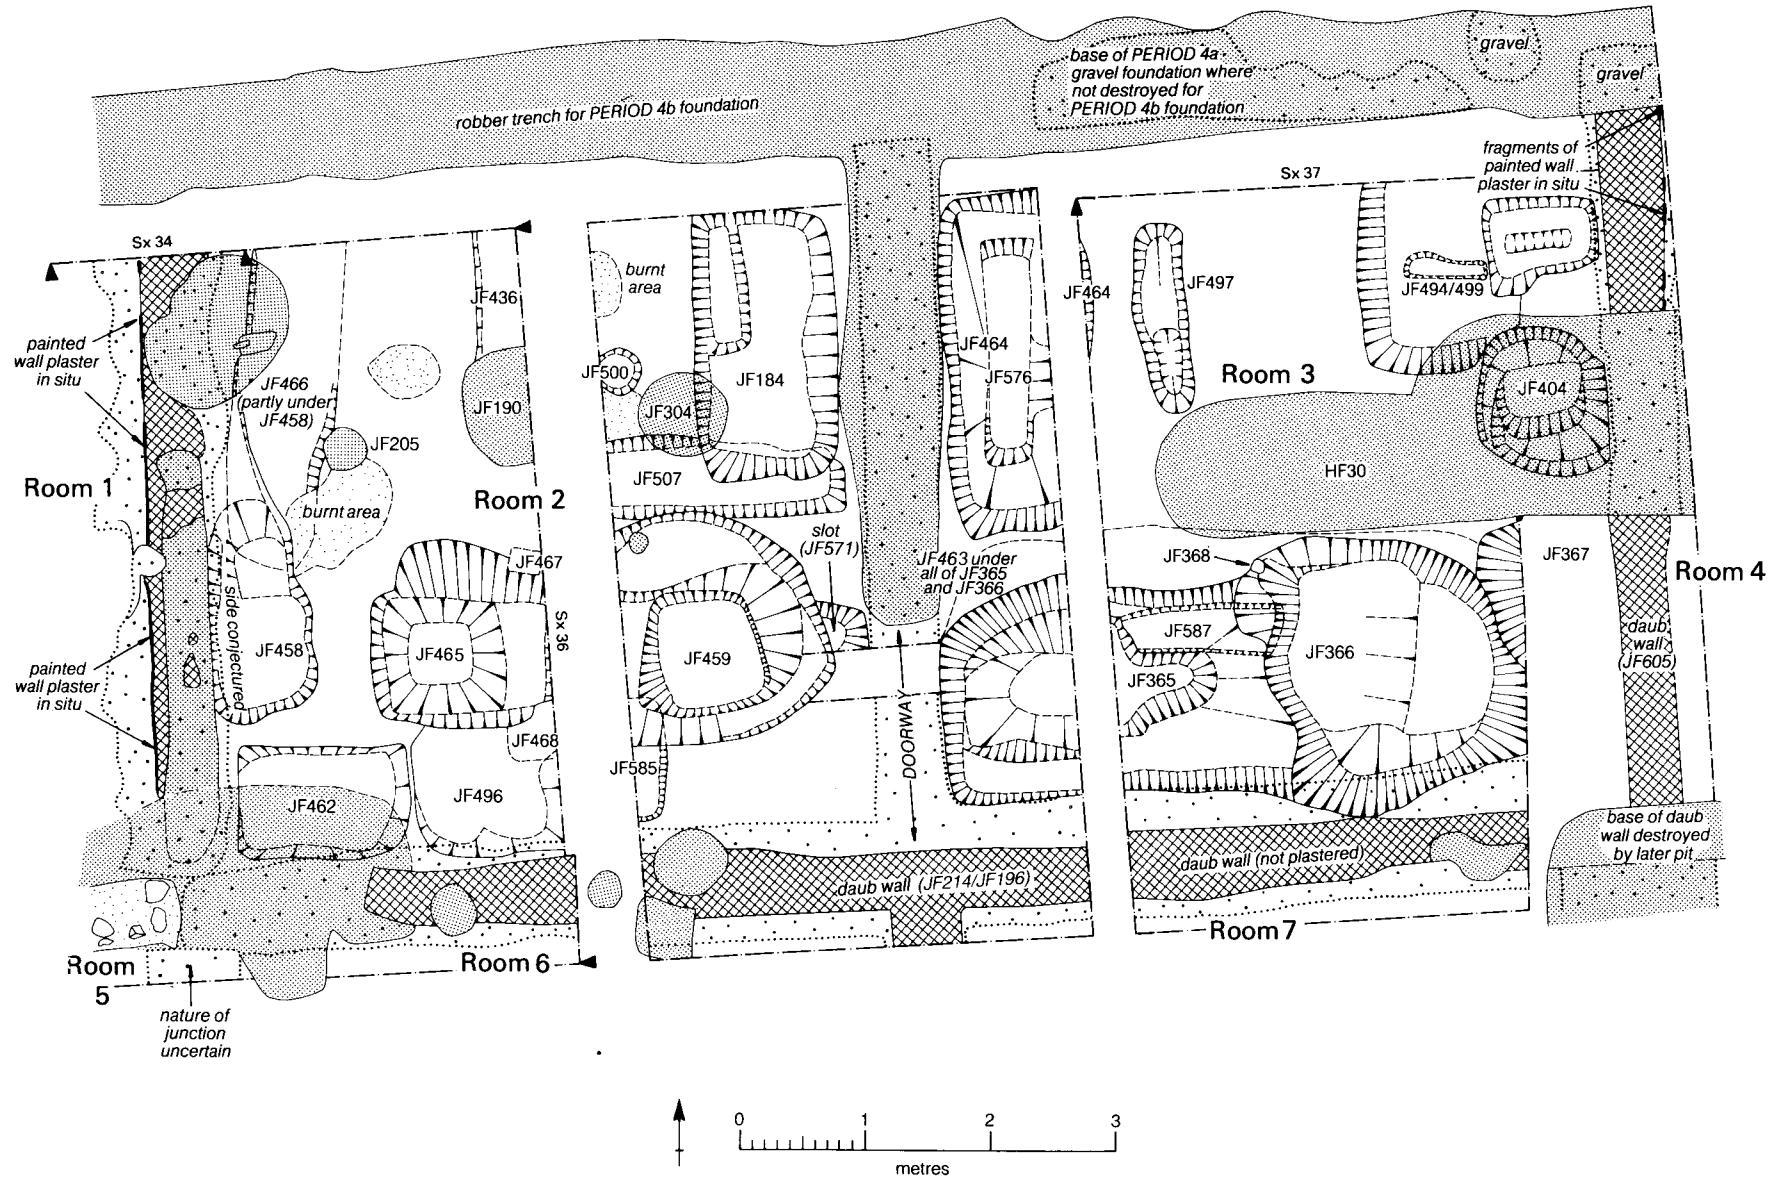 base of PERIOD 4a
gravel foundation where
not destroyed for
PERIOD 4b foundation
gravel
gravel
robber trench for PERIOD 4b foundation
fragments of
painted wall
plaster in situ
Sx 37
Sx 34
burnt
area
JF436
JF464
JF497
JF494/499
painted
wall plaster
in situ
JF466
(partly under
JF458)
JF500
JF184
JF464
JF576
Room 3
JF404
JF190
JF304
JF205
Room 1
Room 2
burnt area
JF507
HF30
slot
(JF571)
JF467
JF463 under
all of JF365
and JF366
JF368
JF367
Room 4
side conjectured
JF458
JF465
Sx 36
JF459
JF587
JF366
JF365
daub
wall
(JF605)
painted
wall plaster
in situ
JF468
JF585
DOORWAY
JF462
JF496
base of daub
wall destroyed
by later pit
daub wall (not plastered)
daub wall (JF214/JF196)
Room 7
Room
5
Room 6
nature of
junction
uncertain
0 1 2 3
metres